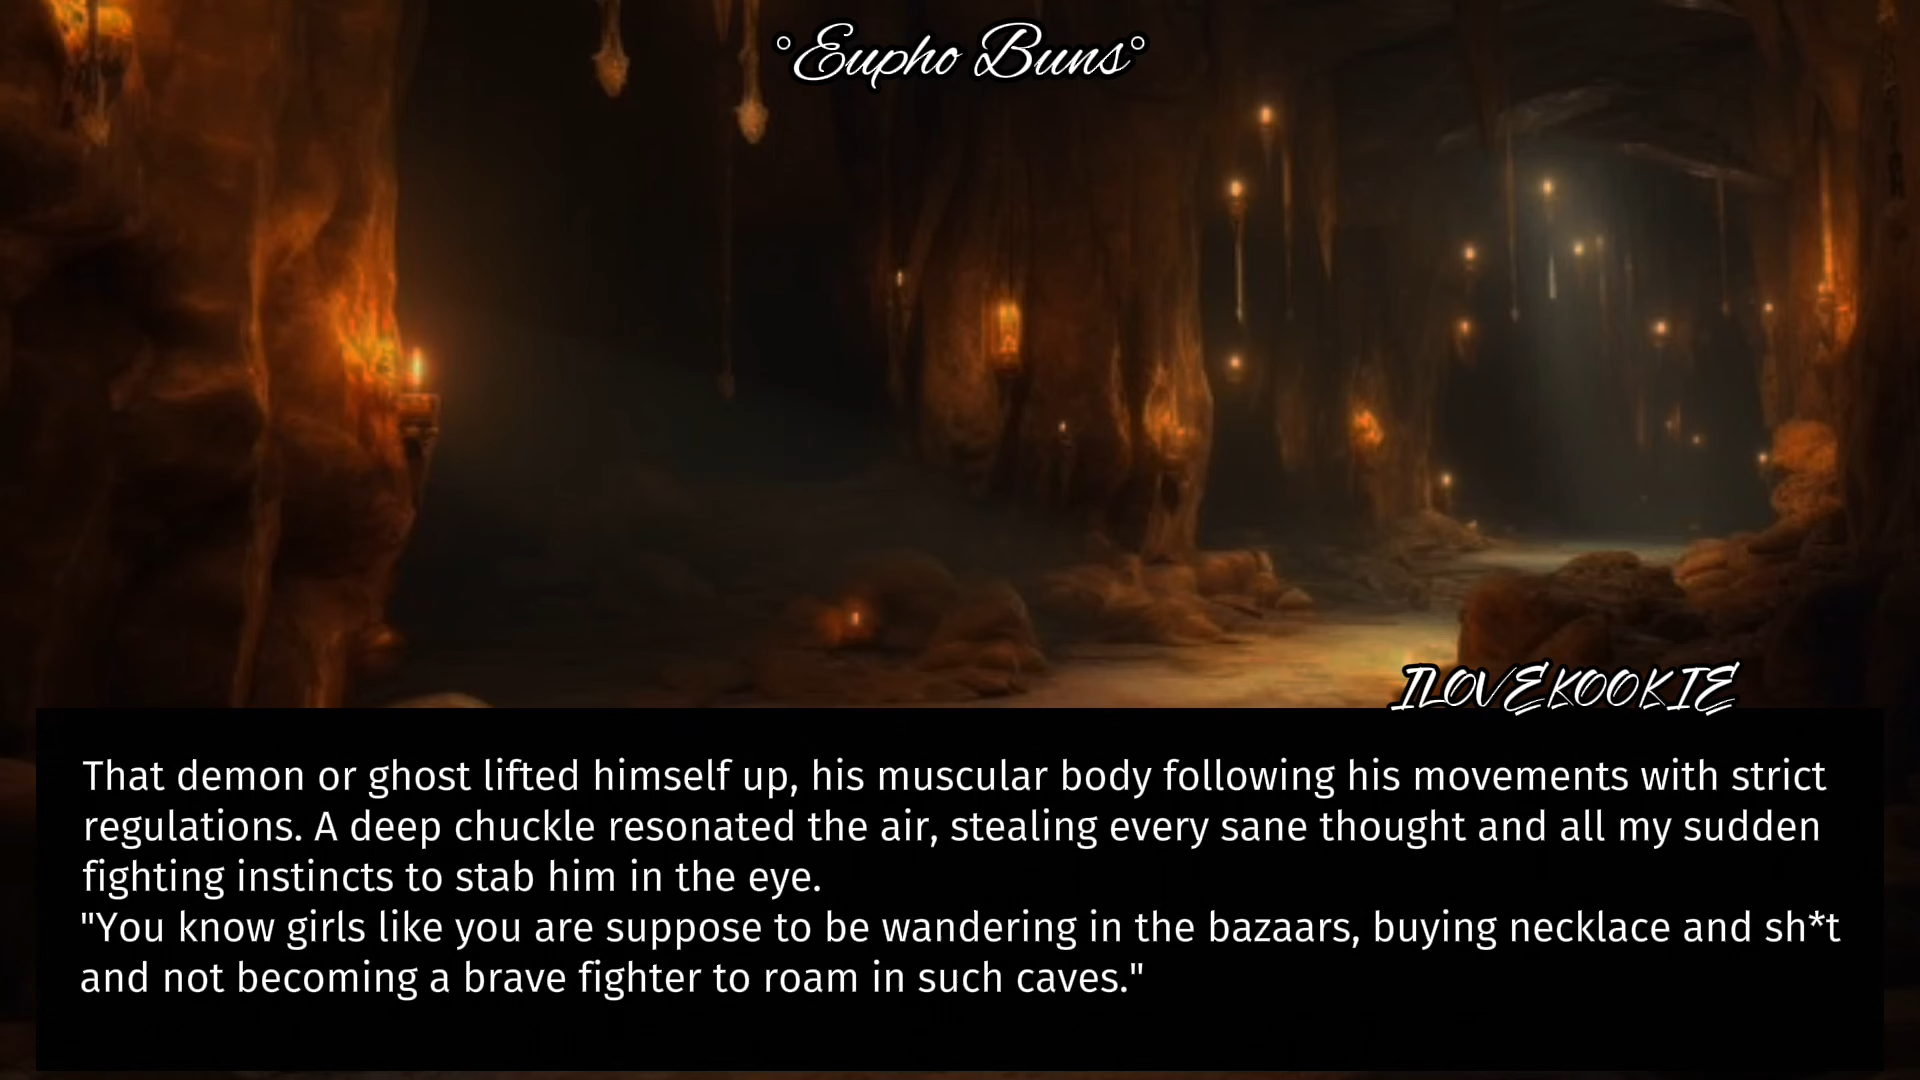 °Eupho Buns°
ILOVEKOOKIE
That demon or ghost lifted himself up, his muscular body following his movements with strict
regulations. A deep chuckle resonated the air, stealing every sane thought and all my sudden
fighting instincts to stab him in the eye.
"You know girls like you are suppose to be wandering in the bazaars, buying necklace and sh*t
and not becoming a brave fighter to roam in such caves."